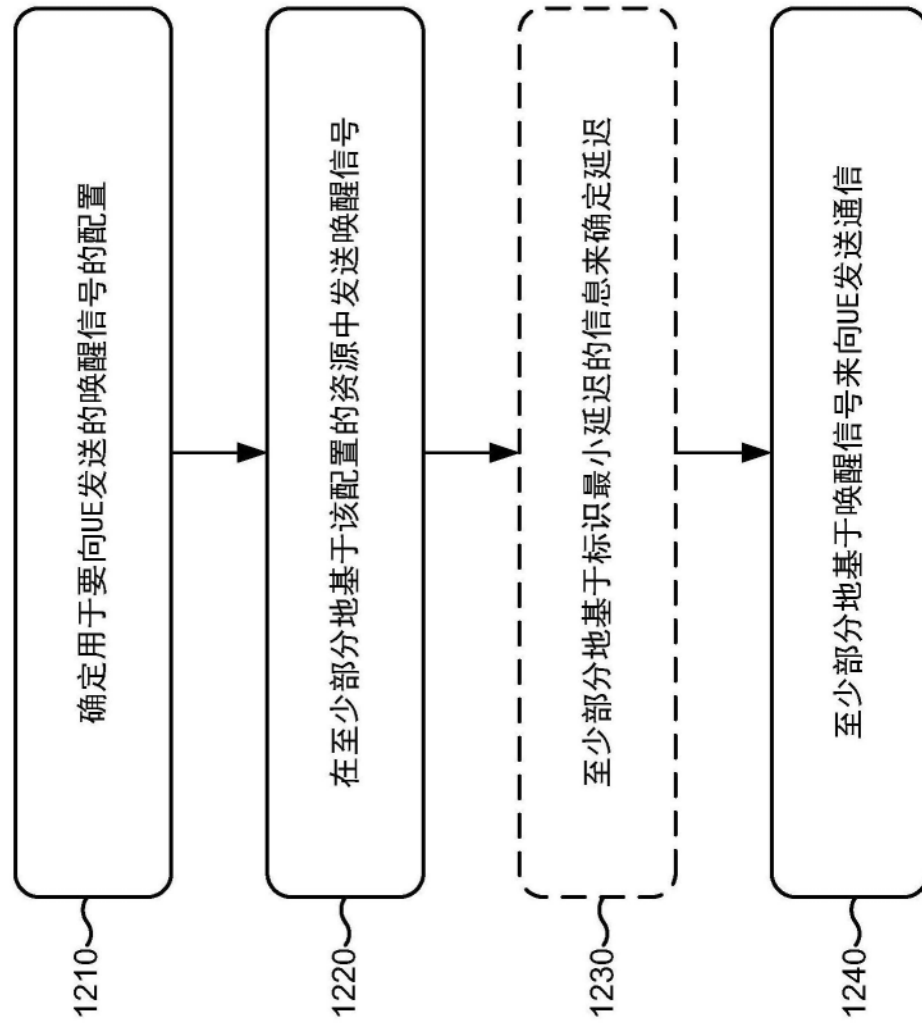 1210
确定用于要向UE发送的唤醒信号的配置
1220
在至少部分地基于该配置的资源中发送唤醒信号
1230
至少部分地基于标识最小延迟的信息来确定延迟
1240
至少部分地基于唤醒信号来向UE发送通信